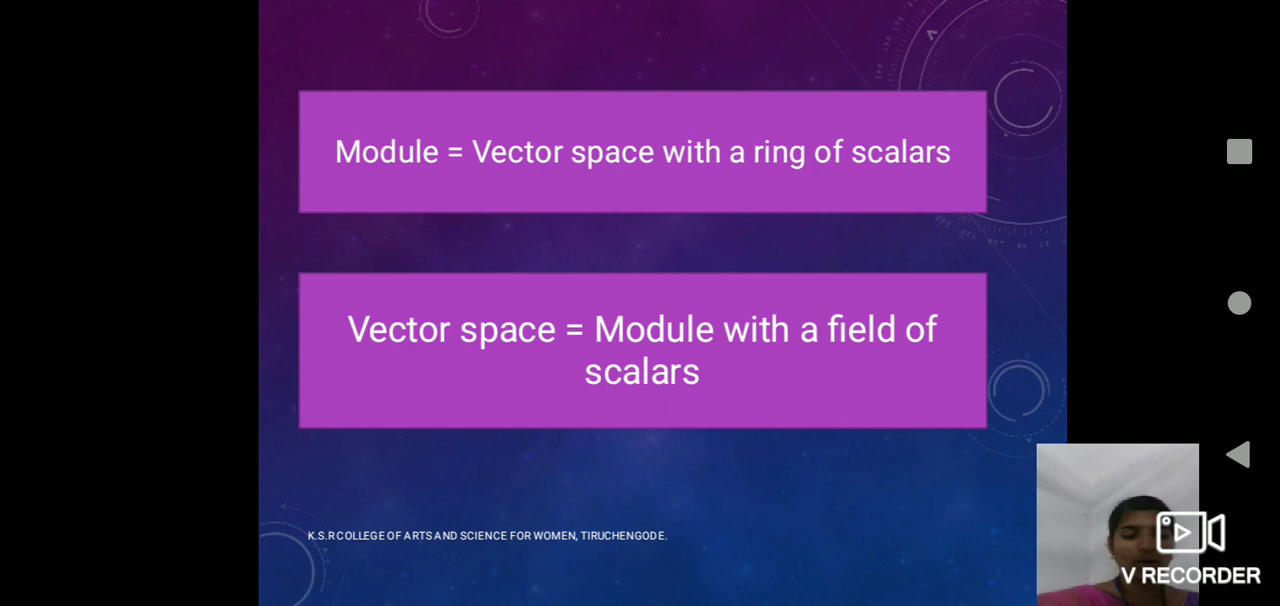 Module = Vector space with a ring of scalars
Vector space = Module with a field of
scalars
K.S.R COLLEGE OF ARTS AND SCIENCE FOR WOMEN, TIRUCHENGODE.
V RECORDER